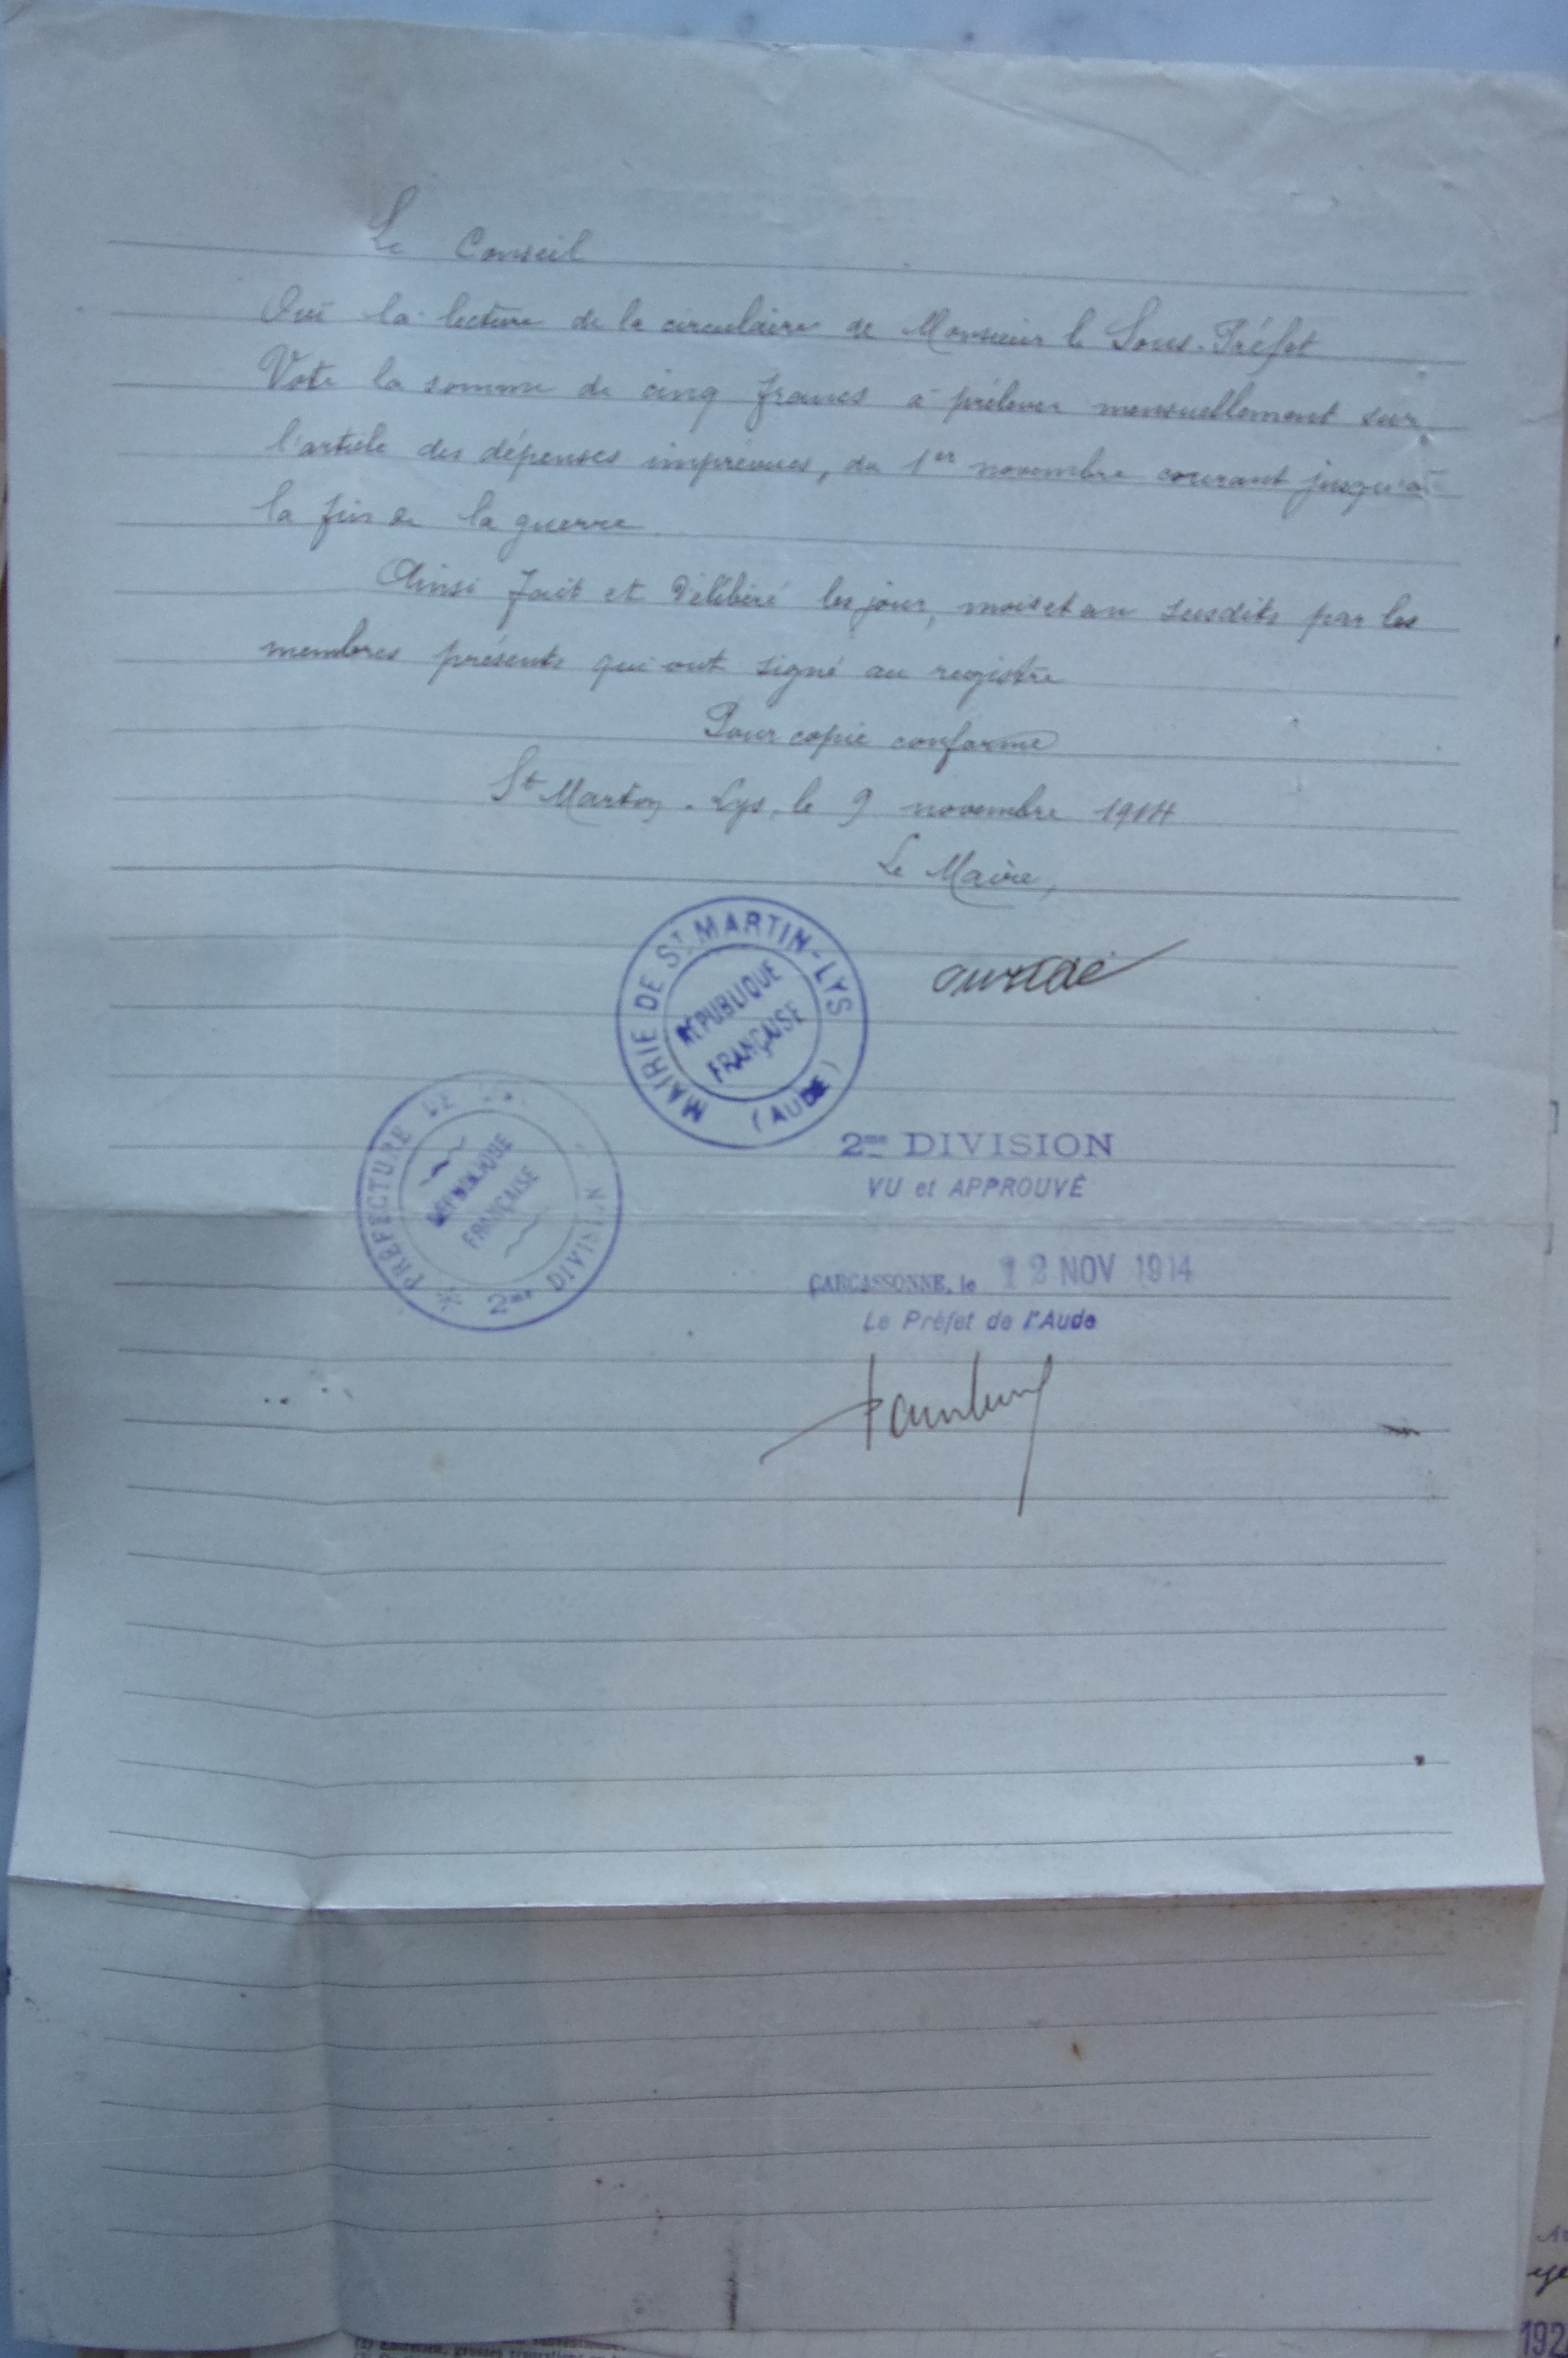 Le Conseil
Oui la lecture de la circulaire de Monsieur le Sous-Préfet
Vote la somme de cinq francs à prélever mensuellement sur
l'article des dépenses imprévues, du 1er novembre courant jusqu'à
la fin de la guerre
Ainsi fait et délibéré les jour, mois et an susdits par les
membres présents qui ont signé au registre
Pour copie conforme
St Martin-Lys, le 9 novembre 1914
Le Maire,
MAIRIE DE ST MARTIN-LYS
(AUDE)
RÉPUBLIQUE
FRANÇAISE
PRÉFECTURE DE
2me DIVISION
RÉPUBLIQUE
FRANÇAISE
2me DIVISION
VU et APPROUVÉ
CARCASSONNE, le 12 NOV 1914
Le Préfet de l'Aude
192